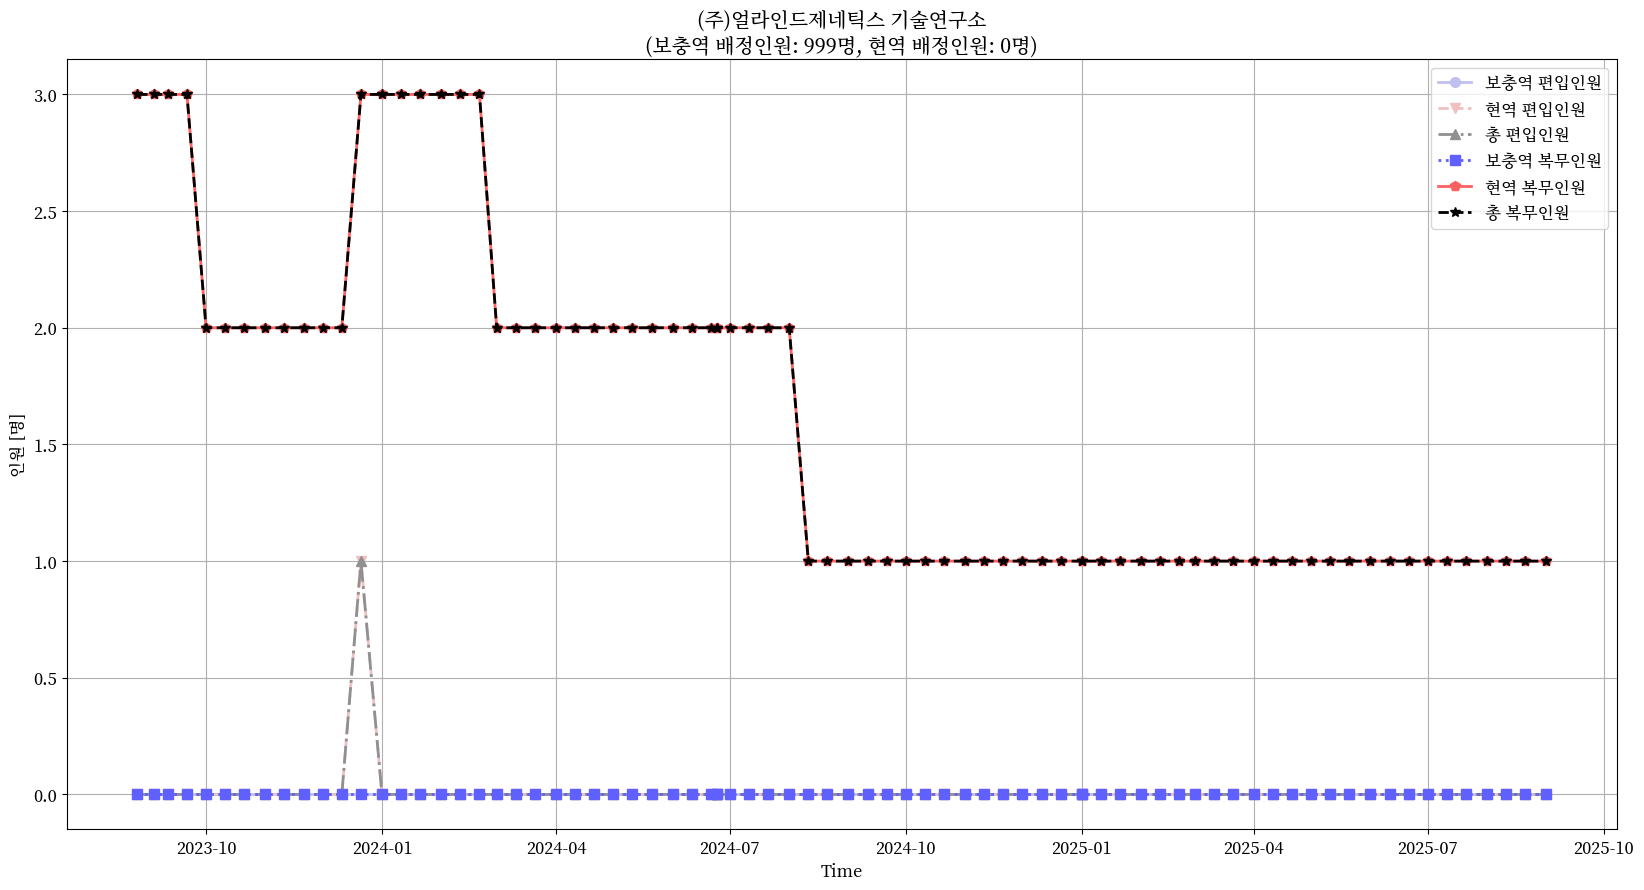 (주)얼라인드제네틱스 기술연구소
(보충역 배정인원: 999명, 현역 배정인원: 0명)
보충역 편입인원
현역 편입인원
총 편입인원
보충역 복무인원
현역 복무인원
총 복무인원
인원 [명]
3.0
2.5
2.0
1.5
1.0
0.5
0.0
2023-10 2024-01 2024-04 2024-07 2024-10 2025-01 2025-04 2025-07 2025-10
Time